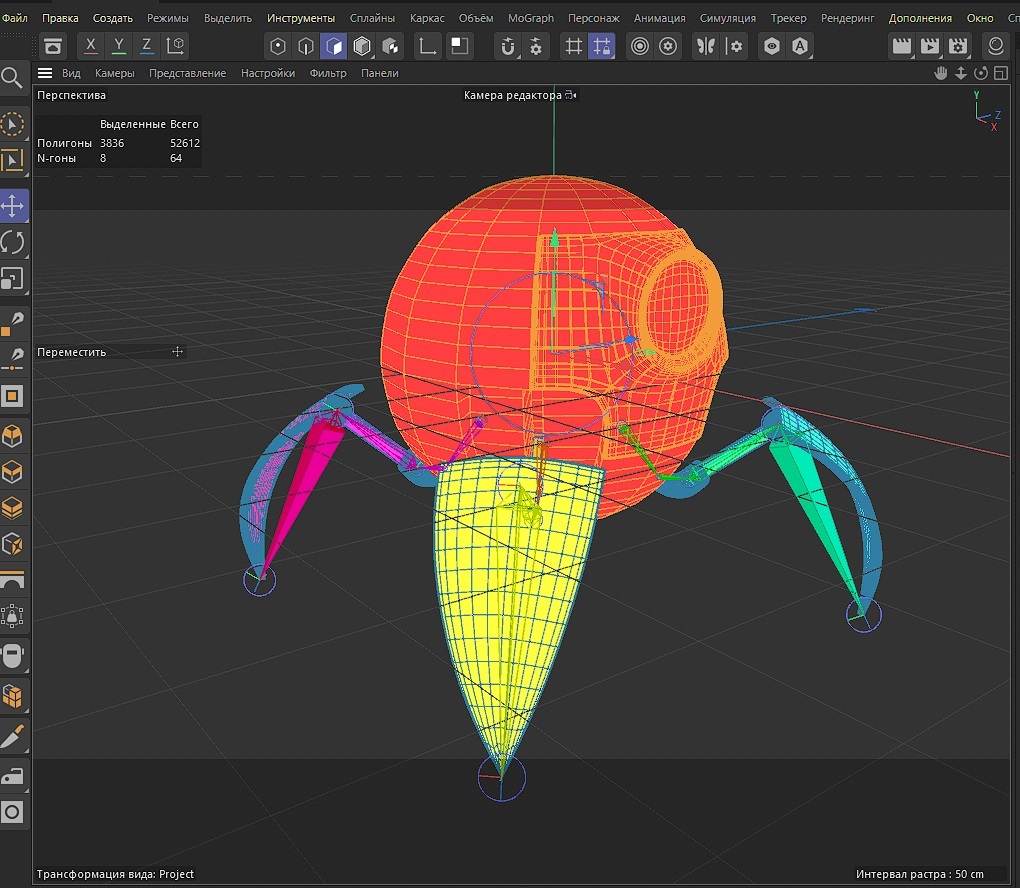 Файл Правка Создать Режимы Выделить Инструменты Сплайны Каркас Объём MoGraph Персонаж Анимация Симуляция Трекер Рендеринг Дополнения Окно Сп
X Y Z
A
Вид Камеры Представление Настройки Фильтр Панели
Перспектива Камера редактора
Y
Z
X
Выделенные Всего
Полигоны 3836 52612
N-гоны 8 64
Переместить
Трансформация вида: Project Интервал растра : 50 cm